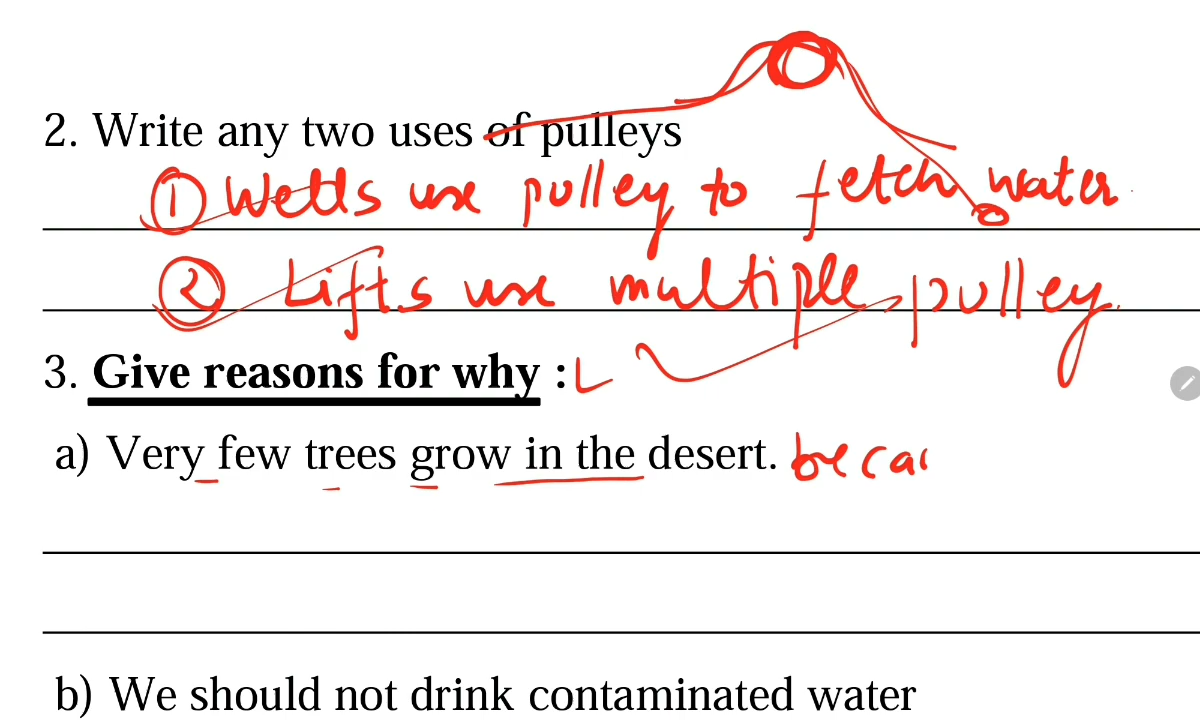 2. Write any two uses of pulleys
① Wells use pulley to fetch water
② Lifts use multiple pulley.
3. Give reasons for why :
a) Very few trees grow in the desert. beca
b) We should not drink contaminated water